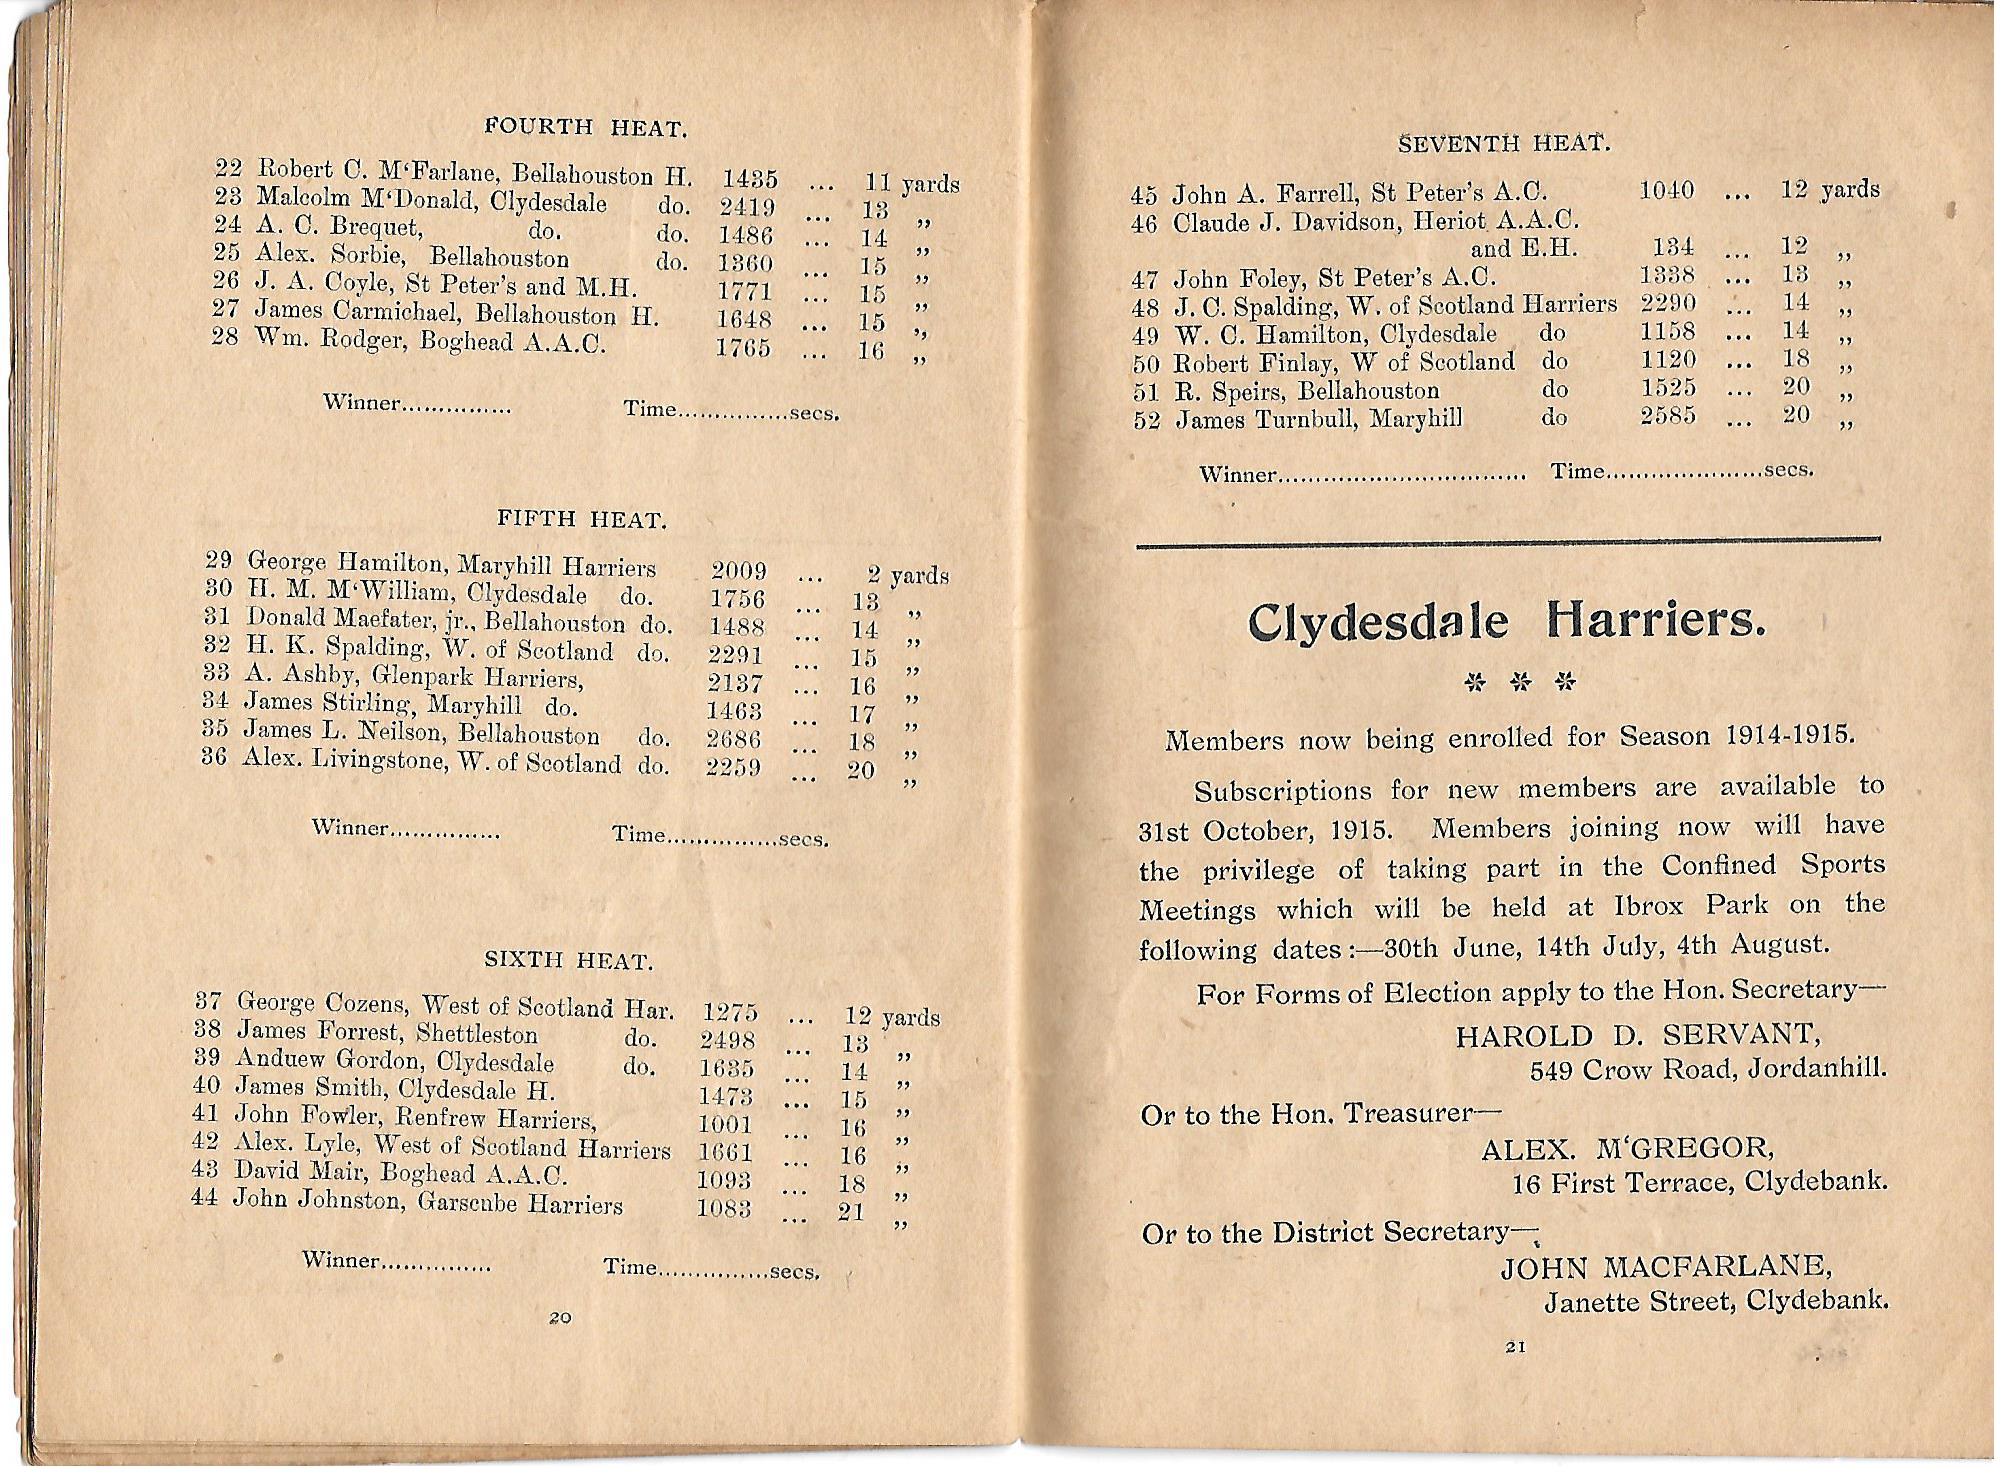 FOURTH HEAT.
22 Robert C. M‘Farlane, Bellahouston H. 1435 ... 11 yards
23 Malcolm M‘Donald, Clydesdale do. 2419 ... 13 „
24 A. C. Brequet, do. do. 1486 ... 14 „
25 Alex. Sorbie, Bellahouston do. 1360 ... 15 „
26 J. A. Coyle, St Peter's and M.H. 1771 ... 15 „
27 James Carmichael, Bellahouston H. 1648 ... 15 „
28 Wm. Rodger, Boghead A.A.C. 1765 ... 16 „
Winner............... Time...............secs.
FIFTH HEAT.
29 George Hamilton, Maryhill Harriers 2009 ... 2 yards
30 H. M. M‘William, Clydesdale do. 1756 ... 13 „
31 Donald Maefater, jr., Bellahouston do. 1488 ... 14 „
32 H. K. Spalding, W. of Scotland do. 2291 ... 15 „
33 A. Ashby, Glenpark Harriers, 2137 ... 16 „
34 James Stirling, Maryhill do. 1463 ... 17 „
35 James L. Neilson, Bellahouston do. 2686 ... 18 „
36 Alex. Livingstone, W. of Scotland do. 2259 ... 20 „
Winner............... Time...............secs.
SIXTH HEAT.
37 George Cozens, West of Scotland Har. 1275 ... 12 yards
38 James Forrest, Shettleston do. 2498 ... 13 „
39 Anduew Gordon, Clydesdale do. 1635 ... 14 „
40 James Smith, Clydesdale H. 1473 ... 15 „
41 John Fowler, Renfrew Harriers, 1001 ... 16 „
42 Alex. Lyle, West of Scotland Harriers 1661 ... 16 „
43 David Mair, Boghead A.A.C. 1093 ... 18 „
44 John Johnston, Garscube Harriers 1083 ... 21 „
Winner............... Time...............secs.
20
SEVENTH HEAT.
45 John A. Farrell, St Peter's A.C. 1040 ... 12 yards
46 Claude J. Davidson, Heriot A.A.C.
and E.H. 134 ... 12 „
47 John Foley, St Peter's A.C. 1338 ... 13 „
48 J. C. Spalding, W. of Scotland Harriers 2290 ... 14 „
49 W. C. Hamilton, Clydesdale do 1158 ... 14 „
50 Robert Finlay, W of Scotland do 1120 ... 18 „
51 R. Speirs, Bellahouston do 1525 ... 20 „
52 James Turnbull, Maryhill do 2585 ... 20 „
Winner................................. Time.....................secs.
Clydesdale Harriers.
* * *
Members now being enrolled for Season 1914-1915.
Subscriptions for new members are available to
31st October, 1915. Members joining now will have
the privilege of taking part in the Confined Sports
Meetings which will be held at Ibrox Park on the
following dates:—30th June, 14th July, 4th August.
For Forms of Election apply to the Hon. Secretary—
HAROLD D. SERVANT,
549 Crow Road, Jordanhill.
Or to the Hon. Treasurer—
ALEX. M‘GREGOR,
16 First Terrace, Clydebank.
Or to the District Secretary—
JOHN MACFARLANE,
Janette Street, Clydebank.
21